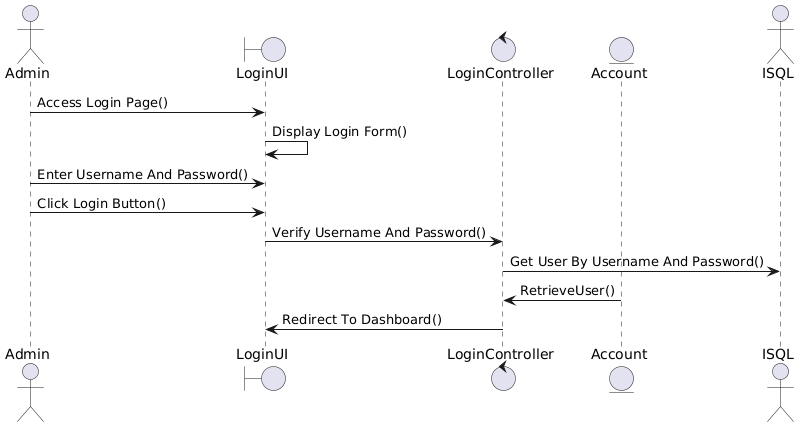 Admin LoginUI LoginController Account ISQL
Access Login Page()
Display Login Form()
Enter Username And Password()
Click Login Button()
Verify Username And Password()
Get User By Username And Password()
RetrieveUser()
Redirect To Dashboard()
Admin LoginUI LoginController Account ISQL